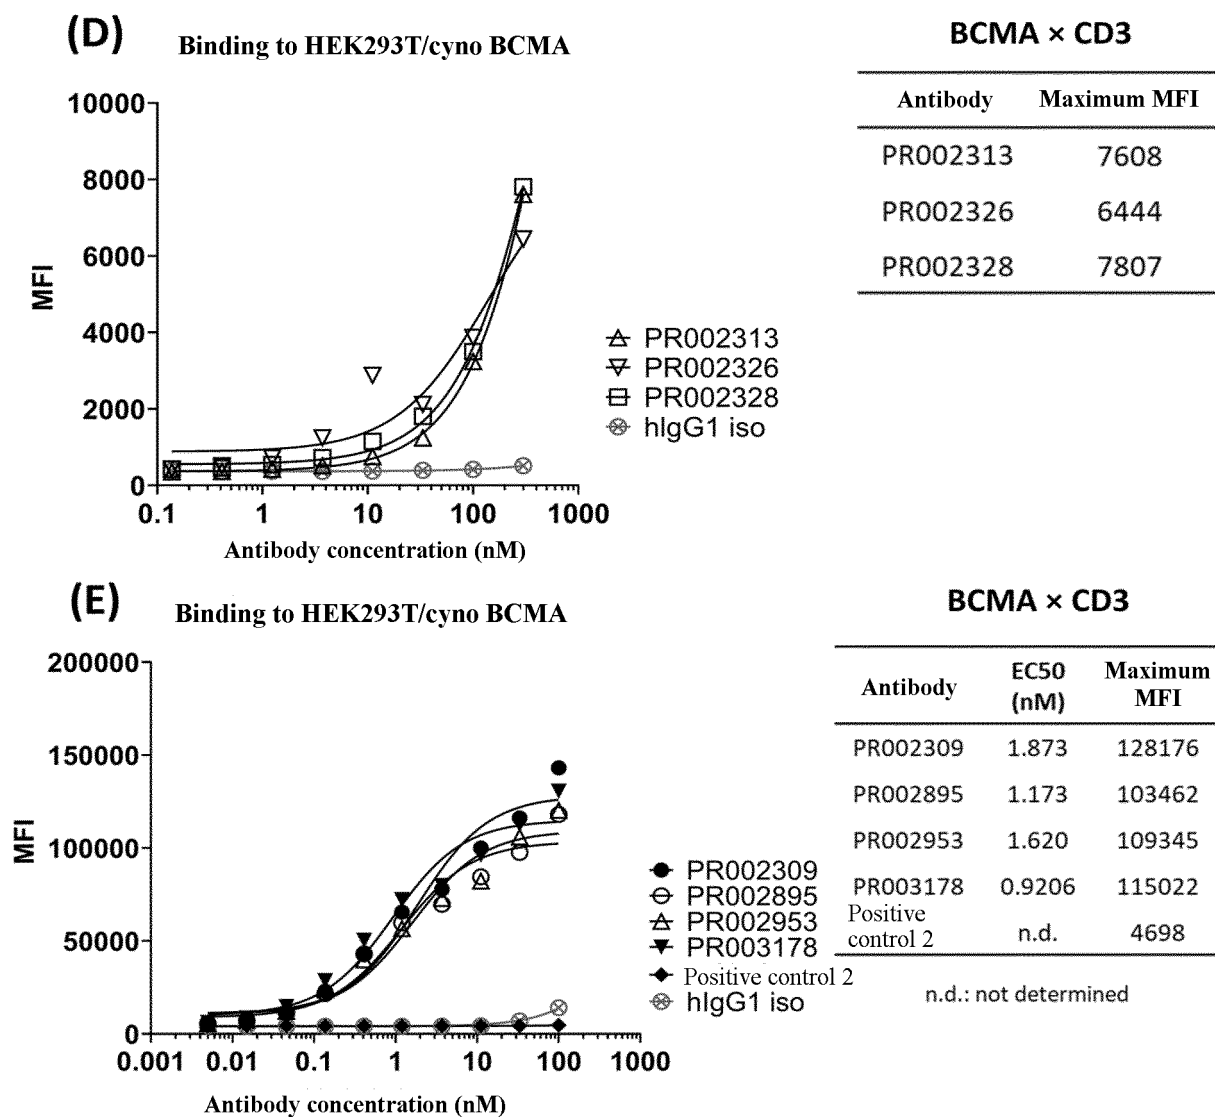 (D)
Binding to HEK293T/cyno BCMA
10000
8000
6000
4000
2000
0
MFI
0.1 1 10 100 1000
Antibody concentration (nM)
PR002313
PR002326
PR002328
hIgG1 iso
BCMA × CD3
Antibody Maximum MFI
PR002313 7608
PR002326 6444
PR002328 7807
(E)
Binding to HEK293T/cyno BCMA
200000
150000
100000
50000
0
MFI
0.001 0.01 0.1 1 10 100 1000
Antibody concentration (nM)
PR002309
PR002895
PR002953
PR003178
Positive control 2
hIgG1 iso
BCMA × CD3
Antibody EC50 (nM) Maximum MFI
PR002309 1.873 128176
PR002895 1.173 103462
PR002953 1.620 109345
PR003178 0.9206 115022
Positive control 2 n.d. 4698
n.d.: not determined